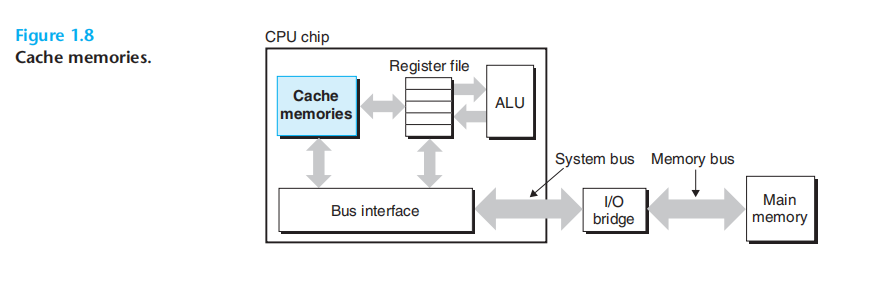 Figure 1.8
Cache memories.
CPU chip
Register file
Cache
memories
ALU
System bus
Memory bus
Bus interface
I/O
bridge
Main
memory